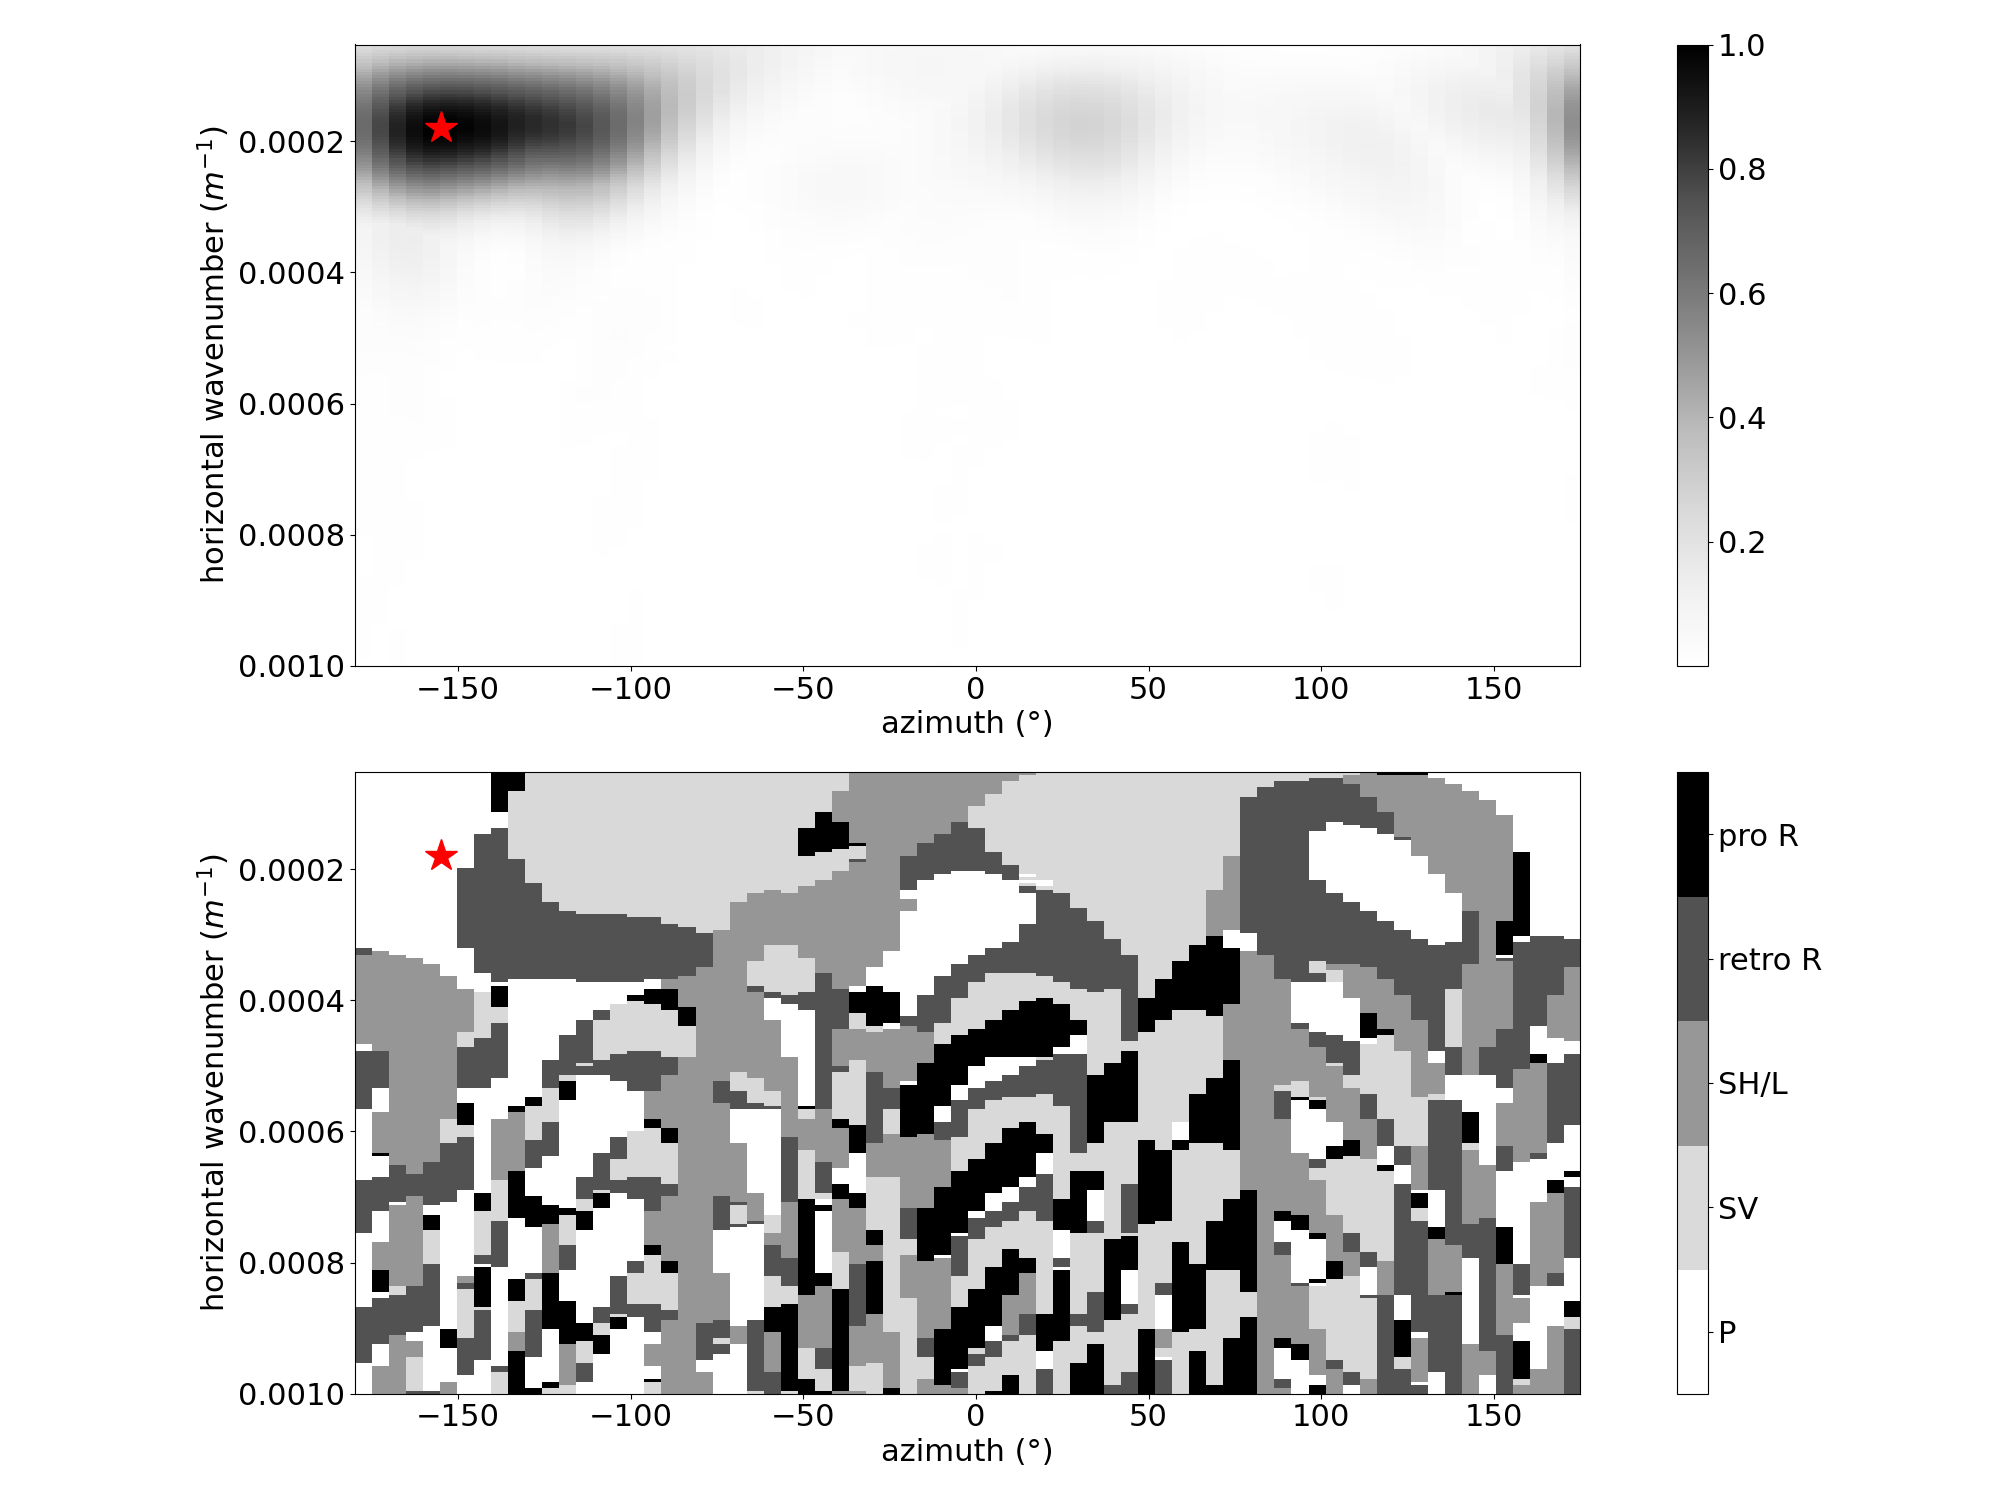 horizontal wavenumber (m⁻¹)
0.0002
0.0004
0.0006
0.0008
0.0010
−150 −100 −50 0 50 100 150
azimuth (°)
1.0
0.8
0.6
0.4
0.2
horizontal wavenumber (m⁻¹)
0.0002
0.0004
0.0006
0.0008
0.0010
−150 −100 −50 0 50 100 150
azimuth (°)
pro R
retro R
SH/L
SV
P